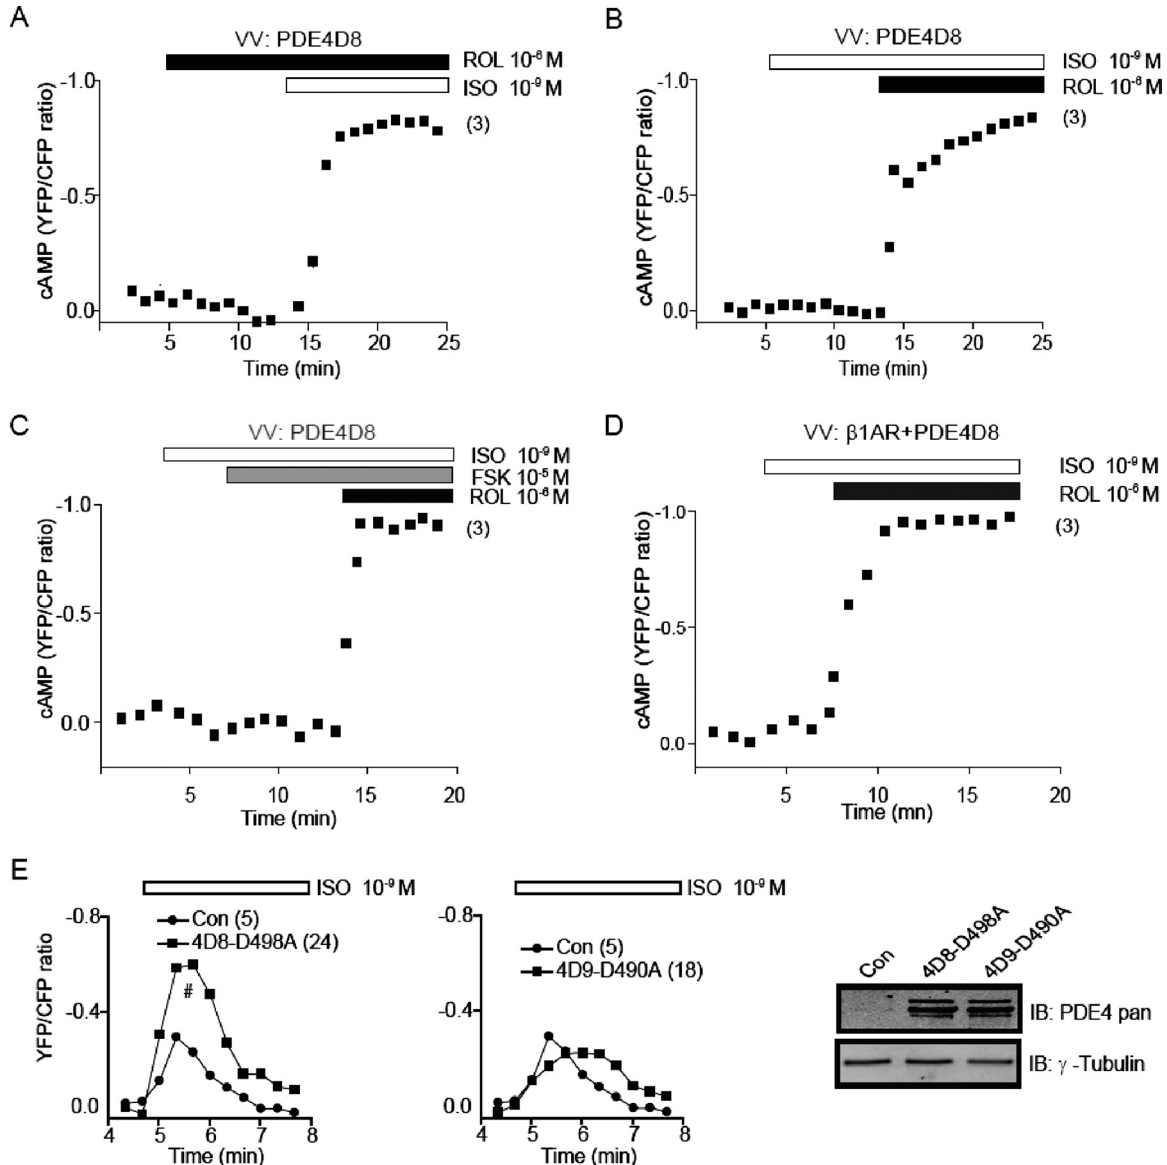 A
VV: PDE4D8
ROL 10⁻⁶ M
ISO 10⁻⁹ M
(3)
cAMP (YFP/CFP ratio)
-1.0
-0.5
0.0
5 10 15 20 25
Time (min)
B
VV: PDE4D8
ISO 10⁻⁹ M
ROL 10⁻⁶ M
(3)
cAMP (YFP/CFP ratio)
-1.0
-0.5
0.0
5 10 15 20 25
Time (min)
C
VV: PDE4D8
ISO 10⁻⁹ M
FSK 10⁻⁵ M
ROL 10⁻⁶ M
(3)
cAMP (YFP/CFP ratio)
-1.0
-0.5
0.0
5 10 15 20
Time (min)
D
VV: β1AR+PDE4D8
ISO 10⁻⁹ M
ROL 10⁻⁶ M
(3)
cAMP (YFP/CFP ratio)
-1.0
-0.5
0.0
5 10 15 20
Time (mn)
E
ISO 10⁻⁹ M
Con (5)
4D8-D498A (24)
#
YFP/CFP ratio
-0.8
-0.4
0.0
4 5 6 7 8
Time (min)
ISO 10⁻⁹ M
Con (5)
4D9-D490A (18)
-0.8
-0.4
0.0
4 5 6 7 8
Time (min)
Con
4D8-D498A
4D9-D490A
IB: PDE4 pan
IB: γ -Tubulin